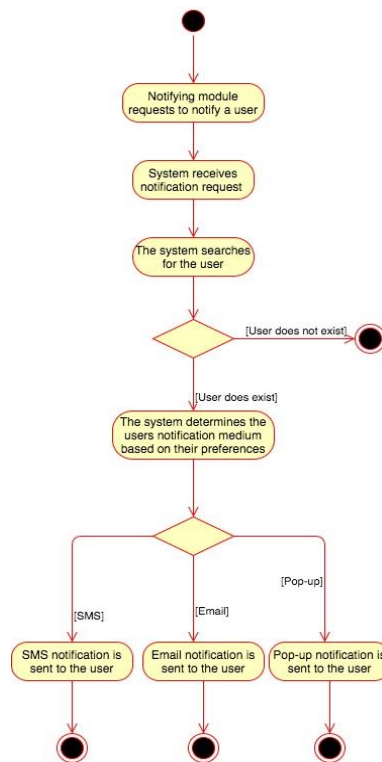 Notifying module
requests to notify a user
System receives
notification request
The system searches
for the user
[User does not exist]
[User does exist]
The system determines the
users notification medium
based on their preferences
[SMS]
[Email]
[Pop-up]
SMS notification is
sent to the user
Email notification is
sent to the user
Pop-up notification is
sent to the user